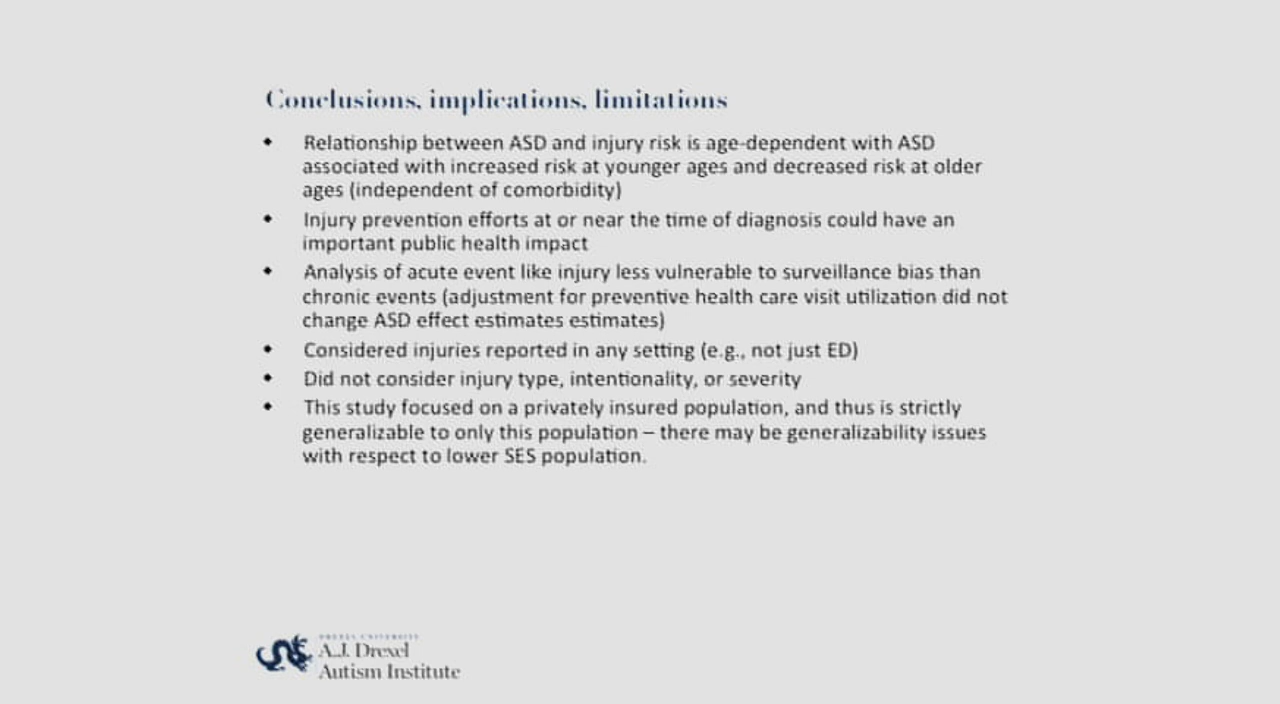 Conclusions, implications, limitations
◆ Relationship between ASD and injury risk is age-dependent with ASD
associated with increased risk at younger ages and decreased risk at older
ages (independent of comorbidity)
◆ Injury prevention efforts at or near the time of diagnosis could have an
important public health impact
◆ Analysis of acute event like injury less vulnerable to surveillance bias than
chronic events (adjustment for preventive health care visit utilization did not
change ASD effect estimates estimates)
◆ Considered injuries reported in any setting (e.g., not just ED)
◆ Did not consider injury type, intentionality, or severity
◆ This study focused on a privately insured population, and thus is strictly
generalizable to only this population – there may be generalizability issues
with respect to lower SES population.
DREXEL UNIVERSITY
A.J. Drexel
Autism Institute